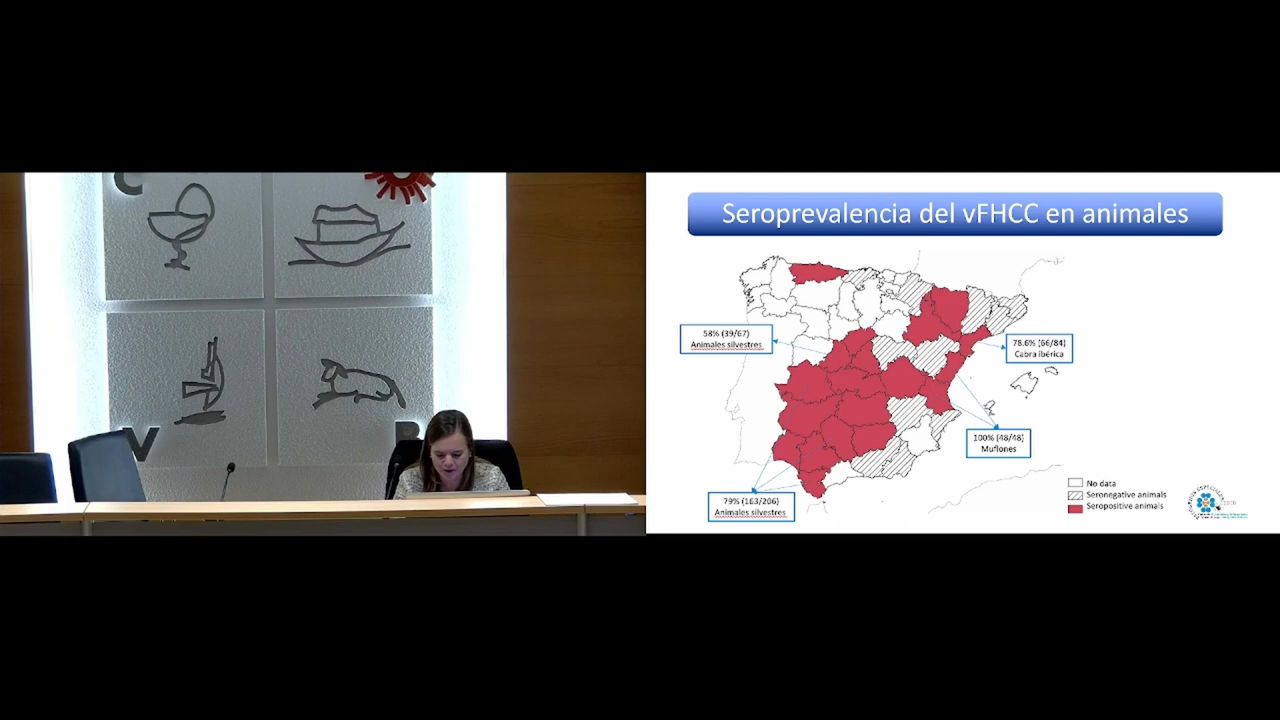 C
V
Seroprevalencia del vFHCC en animales
58% (39/67)
Animales silvestres
78.6% (66/84)
Cabra ibérica
100% (48/48)
Muflones
79% (163/206)
Animales silvestres
No data
Seronegative animals
Seropositive animals